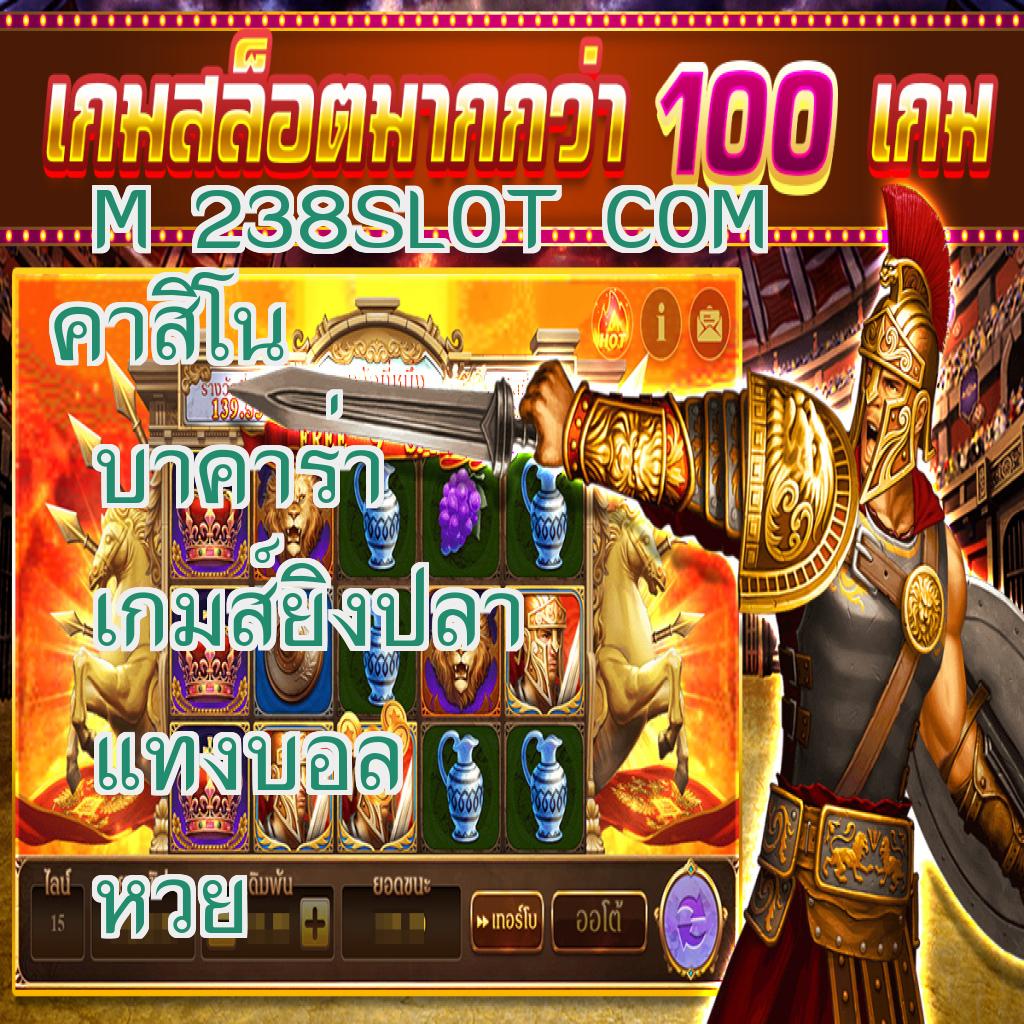 เกมสล็อตมากกว่า 100 เกม
M 238SLOT COM
คาสิโน
HOT
บาคาร่า
เกมส์ยิงปลา
แทงบอล
หวย
ไลน์
ยอดชนะ
15
เทอร์โบ
ออโต้